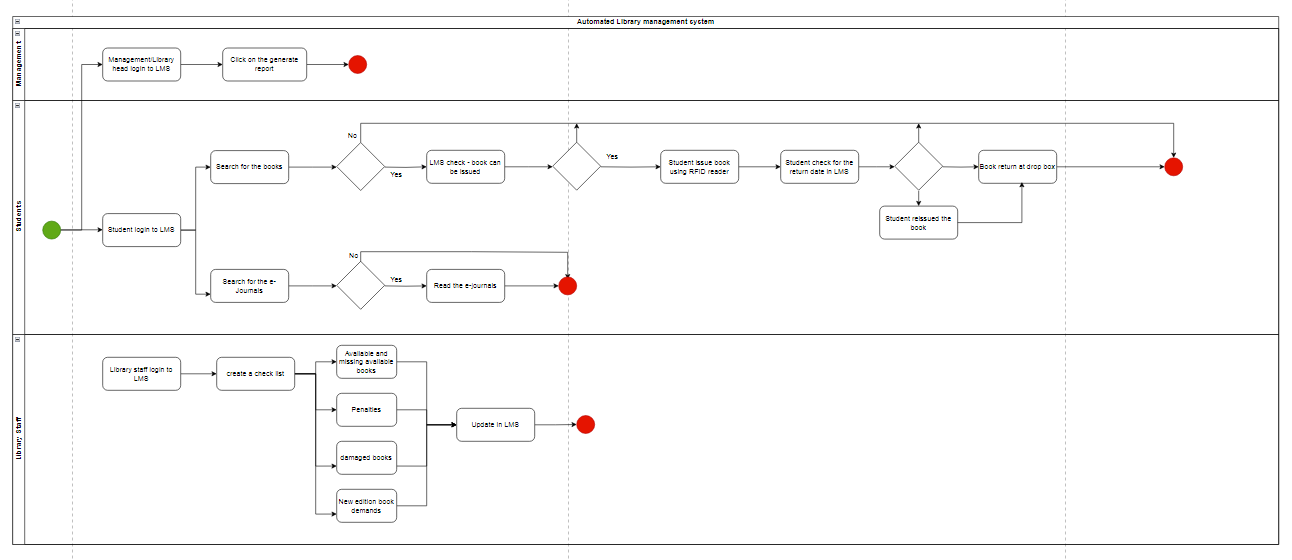 Automated Library management system
Management
Management/Library
head login to LMS
Click on the generate
report
Students
No
Search for the books
Yes
LMS check - book can
be issued
Yes
Student issue book
using RFID reader
Student check for the
return date in LMS
Book return at drop box
Student reissued the
book
Student login to LMS
No
Search for the e-
Journals
Yes
Read the e-journals
Library Staff
Library staff login to
LMS
create a check list
Available and
missing available
books
Penalties
damaged books
New edition book
demands
Update in LMS